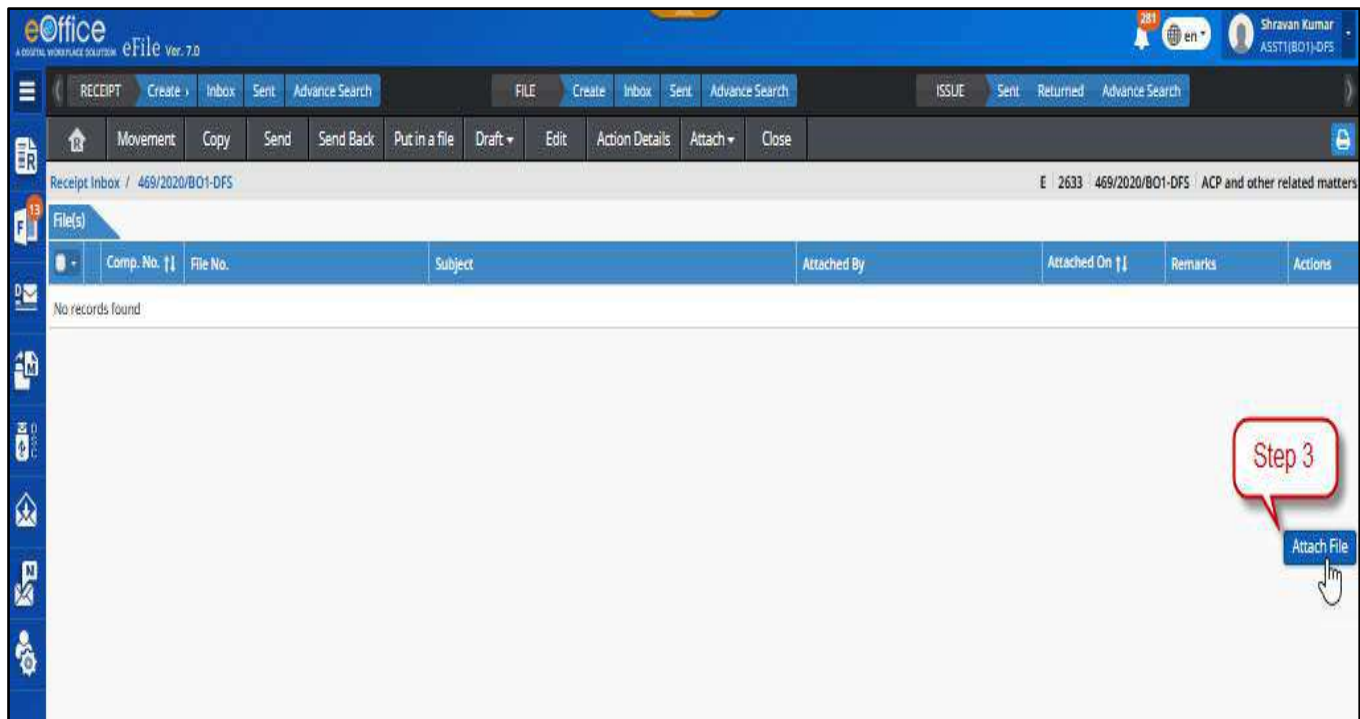 eOffice
A DIGITAL WORKPLACE SOLUTION eFile Ver. 7.0
281
en
Shravan Kumar
ASST1(BO1)-DFS
RECEIPT Create Inbox Sent Advance Search FILE Create Inbox Sent Advance Search ISSUE Sent Returned Advance Search
R Movement Copy Send Send Back Put in a file Draft Edit Action Details Attach Close
Receipt Inbox / 469/2020/BO1-DFS E 2633 469/2020/BO1-DFS ACP and other related matters
R
File(s)
13
F
Comp. No. File No. Subject Attached By Attached On Remarks Actions
D
No records found
M
DSC
Step 3
Attach File
N